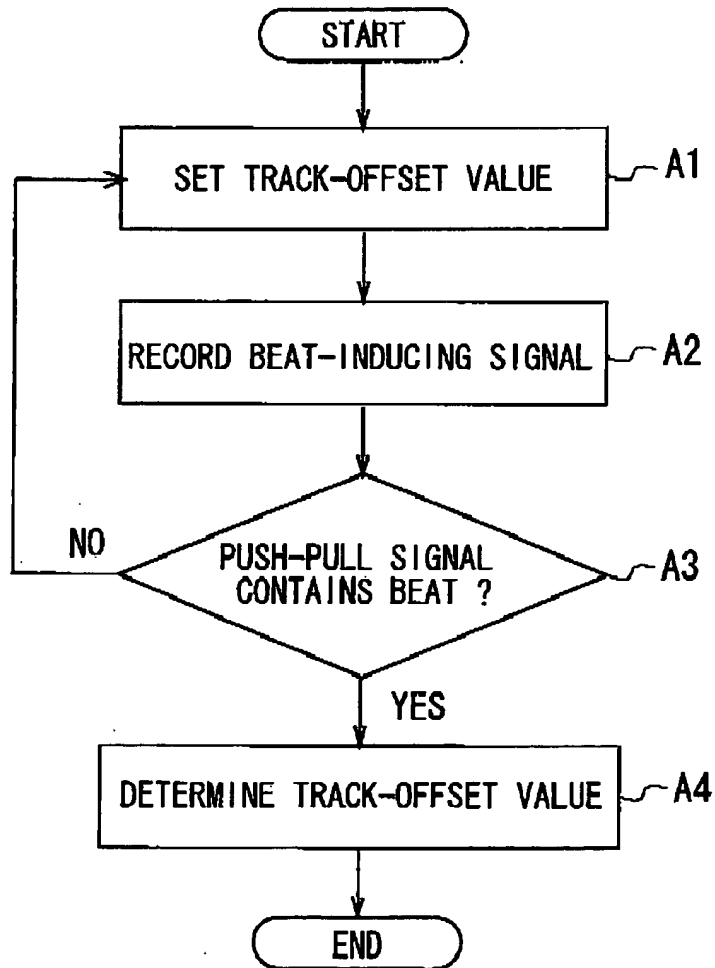 START
SET TRACK-OFFSET VALUE
A1
RECORD BEAT-INDUCING SIGNAL
A2
PUSH-PULL SIGNAL
CONTAINS BEAT ?
A3
NO
YES
DETERMINE TRACK-OFFSET VALUE
A4
END